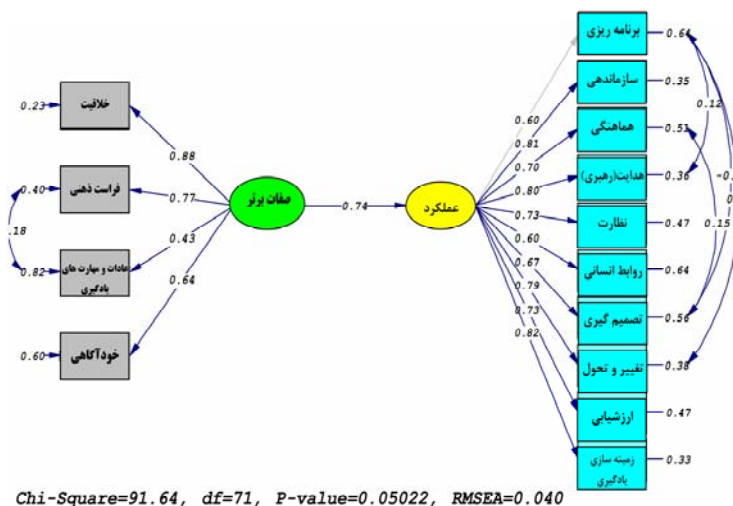 برنامه ریزی
0.64
سازماندهی
0.35
هماهنگی
0.51
هدایت(رهبری)
0.36
نظارت
0.47
روابط انسانی
0.64
تصمیم گیری
0.56
تغییر و تحول
0.38
ارزشیابی
0.47
زمینه سازی
یادگیری
0.33
0.12
-0.
0.
0.15
0.60
0.81
0.70
0.80
0.73
0.60
0.67
0.79
0.73
0.82
عملکرد
0.74
صفات برتر
0.88
0.77
0.43
0.64
خلاقیت
0.23
فراست ذهنی
0.40
.18
عادات و مهارت های
یادگیری
0.82
خودآگاهی
0.60
Chi-Square=91.64, df=71, P-value=0.05022, RMSEA=0.040